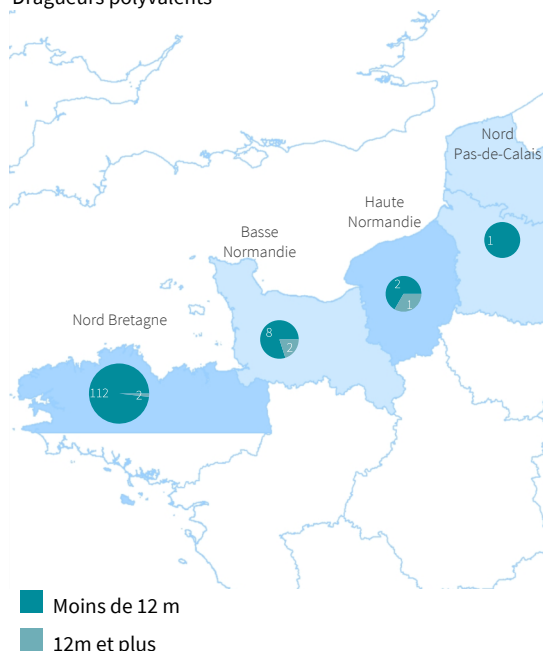 Dragueurs polyvalents
Nord
Pas-de-Calais
1
Haute
Normandie
2
1
Basse
Normandie
8
2
Nord Bretagne
112
2
Moins de 12 m
12m et plus